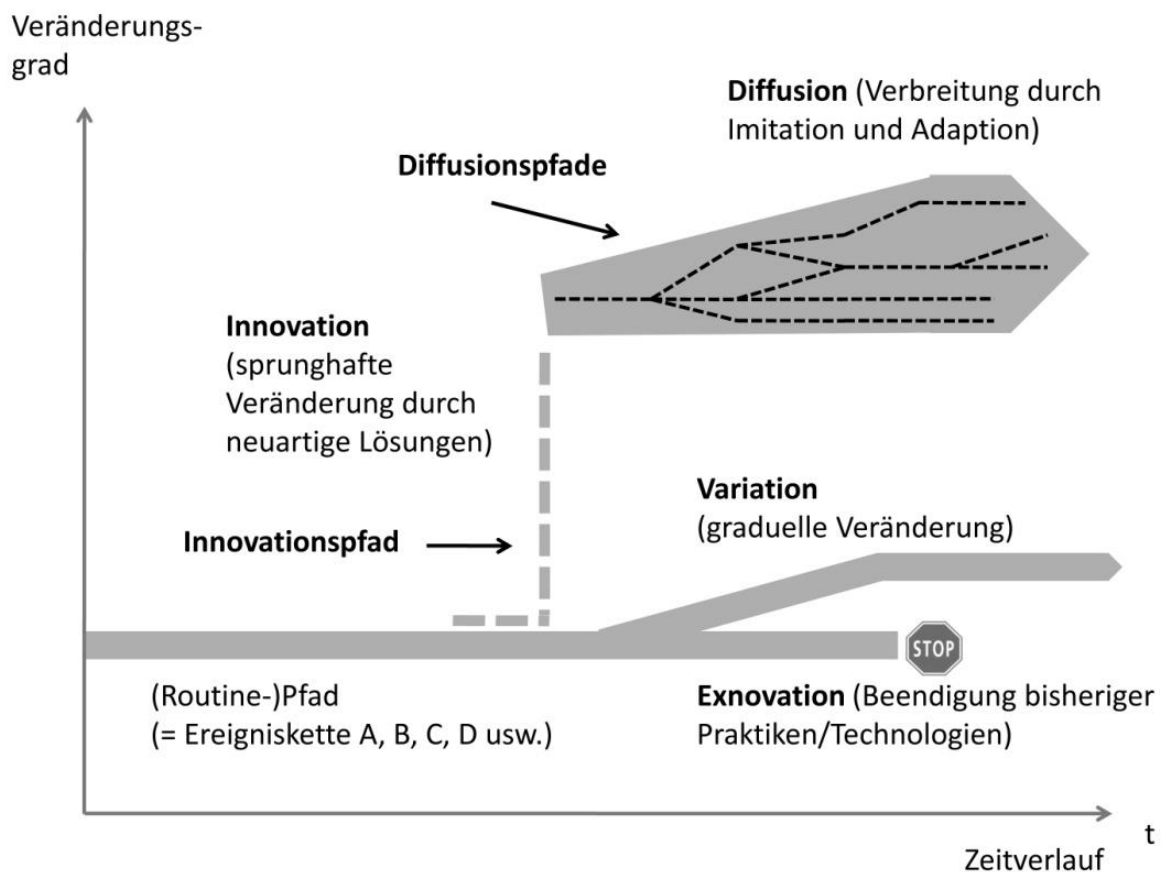 Veränderungs-
grad
Diffusion (Verbreitung durch
Imitation und Adaption)
Diffusionspfade
Innovation
(sprunghafte
Veränderung durch
neuartige Lösungen)
Variation
(graduelle Veränderung)
Innovationspfad
STOP
(Routine-)Pfad
(= Ereigniskette A, B, C, D usw.)
Exnovation (Beendigung bisheriger
Praktiken/Technologien)
t
Zeitverlauf